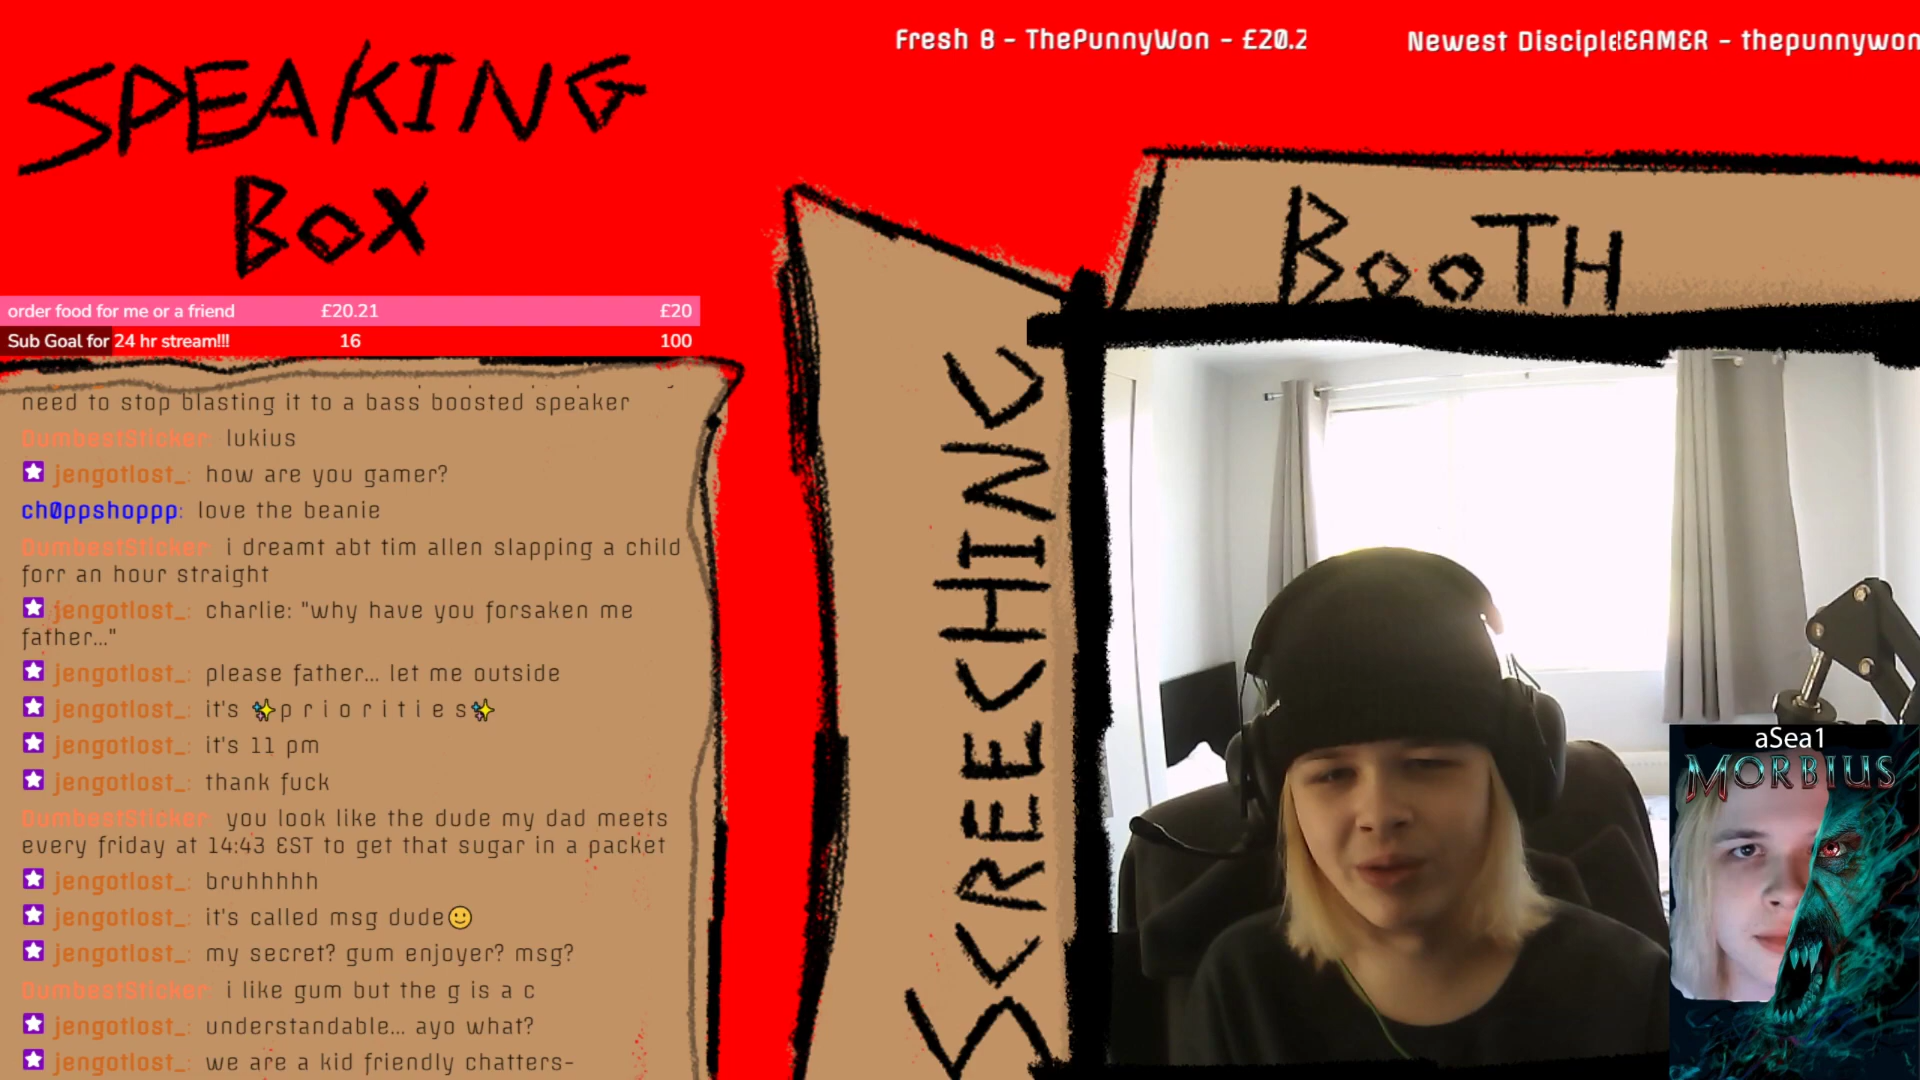 Fresh 8 - ThePunnyWon - £20.2
Newest Disciple
EAMER - thepunnywon
SPEAKING
BOX
order food for me or a friend £20.21 £20
Sub Goal for 24 hr stream!!! 16 100
need to stop blasting it to a bass boosted speaker
DumbestSticker: lukius
jengotlost_: how are you gamer?
ch0ppshoppp: love the beanie
DumbestSticker: i dreamt abt tim allen slapping a child
forr an hour straight
jengotlost_: charlie: "why have you forsaken me
father..."
jengotlost_: please father... let me outside
jengotlost_: it's ✨p r i o r i t i e s✨
jengotlost_: it's 11 pm
jengotlost_: thank fuck
DumbestSticker: you look like the dude my dad meets
every friday at 14:43 EST to get that sugar in a packet
jengotlost_: bruhhhhh
jengotlost_: it's called msg dude🙂
jengotlost_: my secret? gum enjoyer? msg?
DumbestSticker: i like gum but the g is a c
jengotlost_: understandable... ayo what?
jengotlost_: we are a kid friendly chatters-
SCREECHING
BOOTH
aSea1
MORBIUS